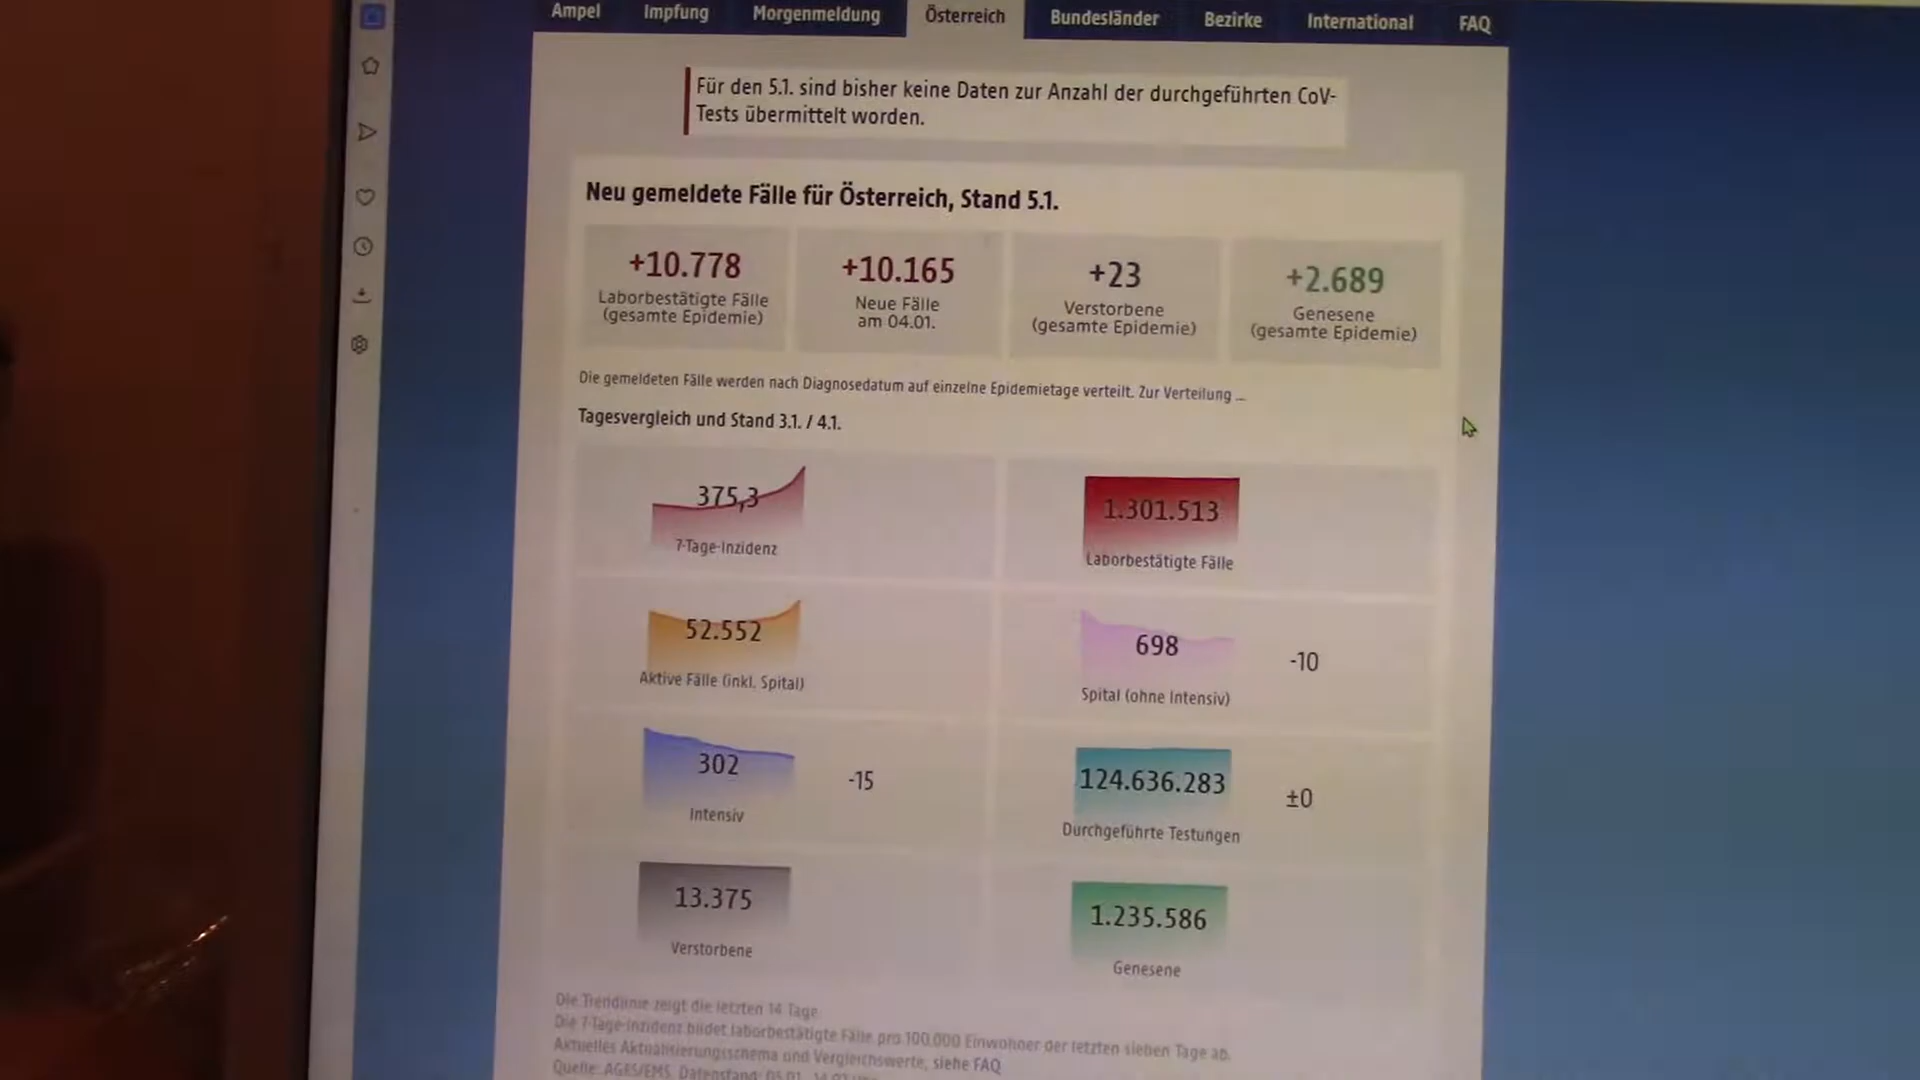 Ampel Impfung Morgenmeldung Österreich Bundesländer Bezirke International FAQ
Für den 5.1. sind bisher keine Daten zur Anzahl der durchgeführten CoV-
Tests übermittelt worden.
Neu gemeldete Fälle für Österreich, Stand 5.1.
+10.778
Laborbestätigte Fälle
(gesamte Epidemie)
+10.165
Neue Fälle
am 04.01.
+23
Verstorbene
(gesamte Epidemie)
+2.689
Genesene
(gesamte Epidemie)
Die gemeldeten Fälle werden nach Diagnosedatum auf einzelne Epidemietage verteilt. Zur Verteilung ...
Tagesvergleich und Stand 3.1. / 4.1.
375,3
7-Tage-Inzidenz
1.301.513
Laborbestätigte Fälle
52.552
Aktive Fälle (inkl. Spital)
698 -10
Spital (ohne Intensiv)
302 -15
Intensiv
124.636.283 ±0
Durchgeführte Testungen
13.375
Verstorbene
1.235.586
Genesene
Die Trendlinie zeigt die letzten 14 Tage
Die 7-Tage-Inzidenz bildet laborbestätigte Fälle pro 100.000 Einwohner der letzten sieben Tage ab.
Aktuelles Aktualisierungsschema und Vergleichswerte, siehe FAQ
Quelle: AGES/EMS, Datenstand: 05.01.